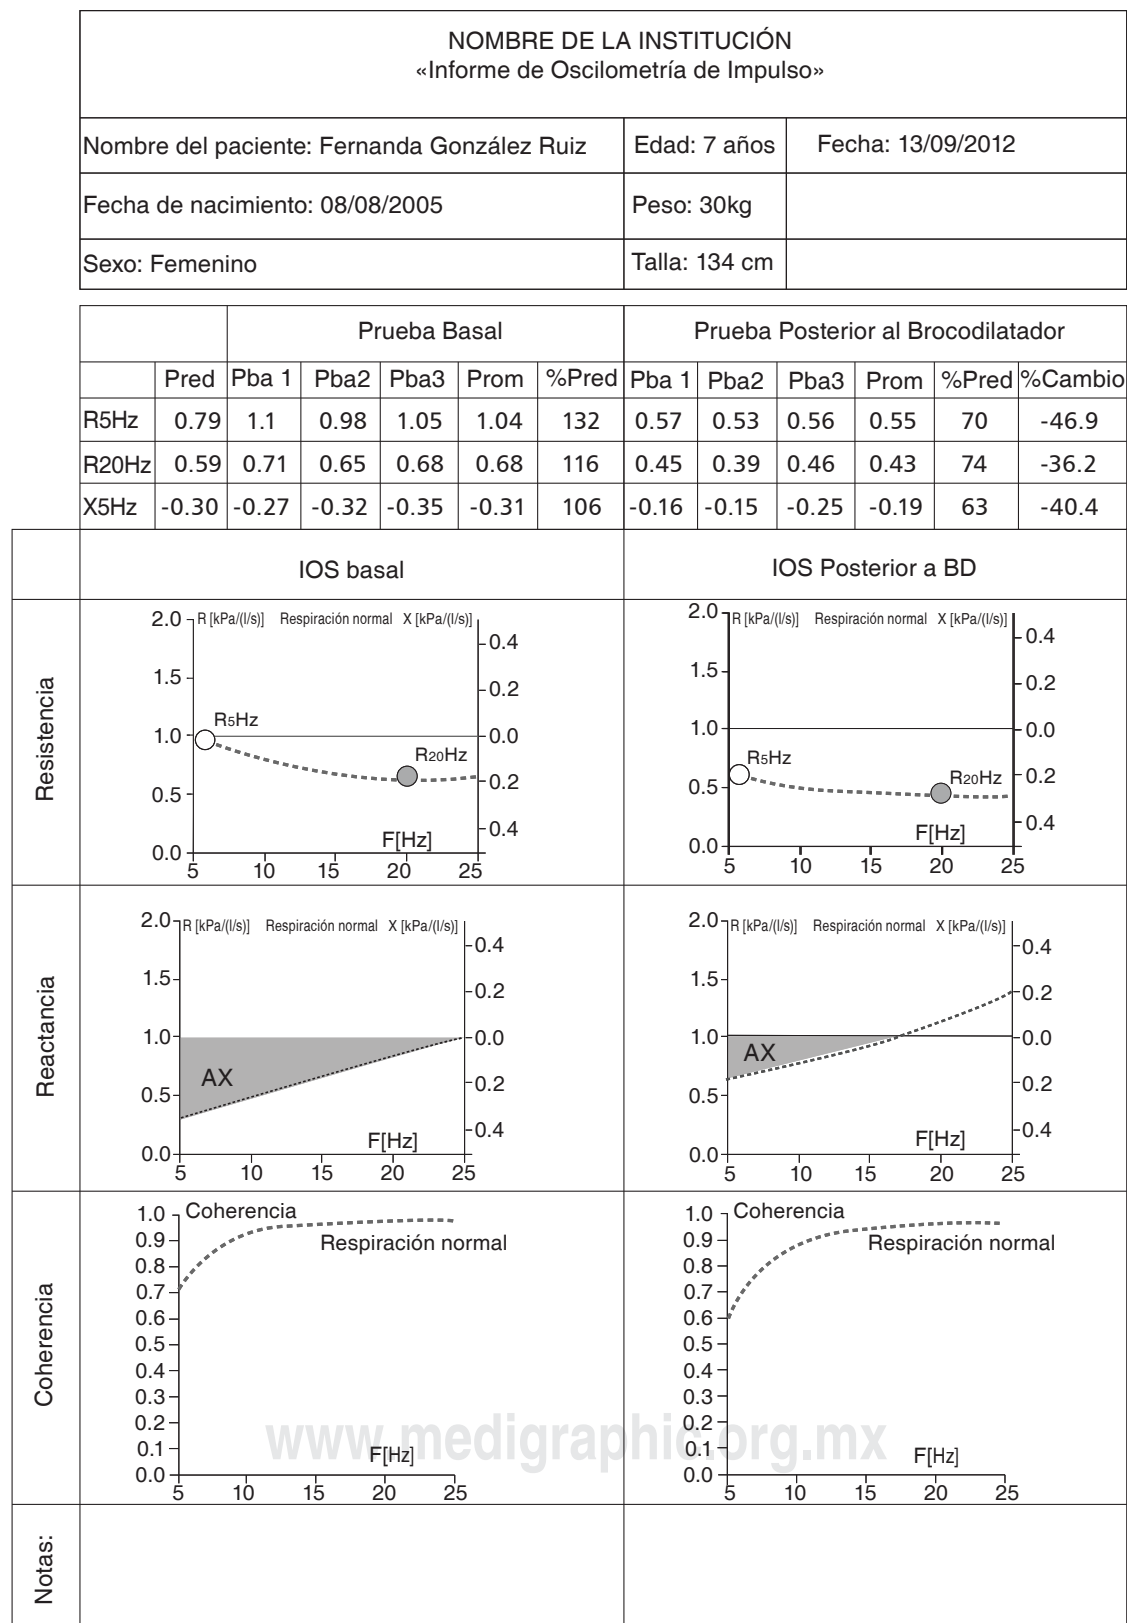 NOMBRE DE LA INSTITUCIÓN
«Informe de Oscilometría de Impulso»
Nombre del paciente: Fernanda González Ruiz Edad: 7 años Fecha: 13/09/2012
Fecha de nacimiento: 08/08/2005 Peso: 30kg
Sexo: Femenino Talla: 134 cm
Prueba Basal Prueba Posterior al Brocodilatador
Pred Pba 1 Pba2 Pba3 Prom %Pred Pba 1 Pba2 Pba3 Prom %Pred %Cambio
R5Hz 0.79 1.1 0.98 1.05 1.04 132 0.57 0.53 0.56 0.55 70 -46.9
R20Hz 0.59 0.71 0.65 0.68 0.68 116 0.45 0.39 0.46 0.43 74 -36.2
X5Hz -0.30 -0.27 -0.32 -0.35 -0.31 106 -0.16 -0.15 -0.25 -0.19 63 -40.4
IOS basal IOS Posterior a BD
Resistencia
2.0 R [kPa/(l/s)] Respiración normal X [kPa/(l/s)]
0.4
1.5
0.2
R5Hz
1.0 0.0
R20Hz
0.2
0.5
0.4
F[Hz]
0.0
5 10 15 20 25
2.0 R [kPa/(l/s)] Respiración normal X [kPa/(l/s)]
0.4
1.5
0.2
1.0 0.0
R5Hz
0.2
R20Hz
0.5
0.4
F[Hz]
0.0
5 10 15 20 25
Reactancia
2.0 R [kPa/(l/s)] Respiración normal X [kPa/(l/s)]
0.4
1.5
0.2
1.0 0.0
AX
0.2
0.5
0.4
F[Hz]
0.0
5 10 15 20 25
2.0 R [kPa/(l/s)] Respiración normal X [kPa/(l/s)]
0.4
1.5
0.2
1.0 0.0
AX
0.2
0.5
0.4
F[Hz]
0.0
5 10 15 20 25
Coherencia
1.0 Coherencia
0.9 Respiración normal
0.8
0.7
0.6
0.5
0.4
0.3
0.2
0.1 F[Hz]
0.0
5 10 15 20 25
1.0 Coherencia
0.9 Respiración normal
0.8
0.7
0.6
0.5
0.4
0.3
0.2
0.1 F[Hz]
0.0
5 10 15 20 25
www.medigraphic.org.mx
Notas: